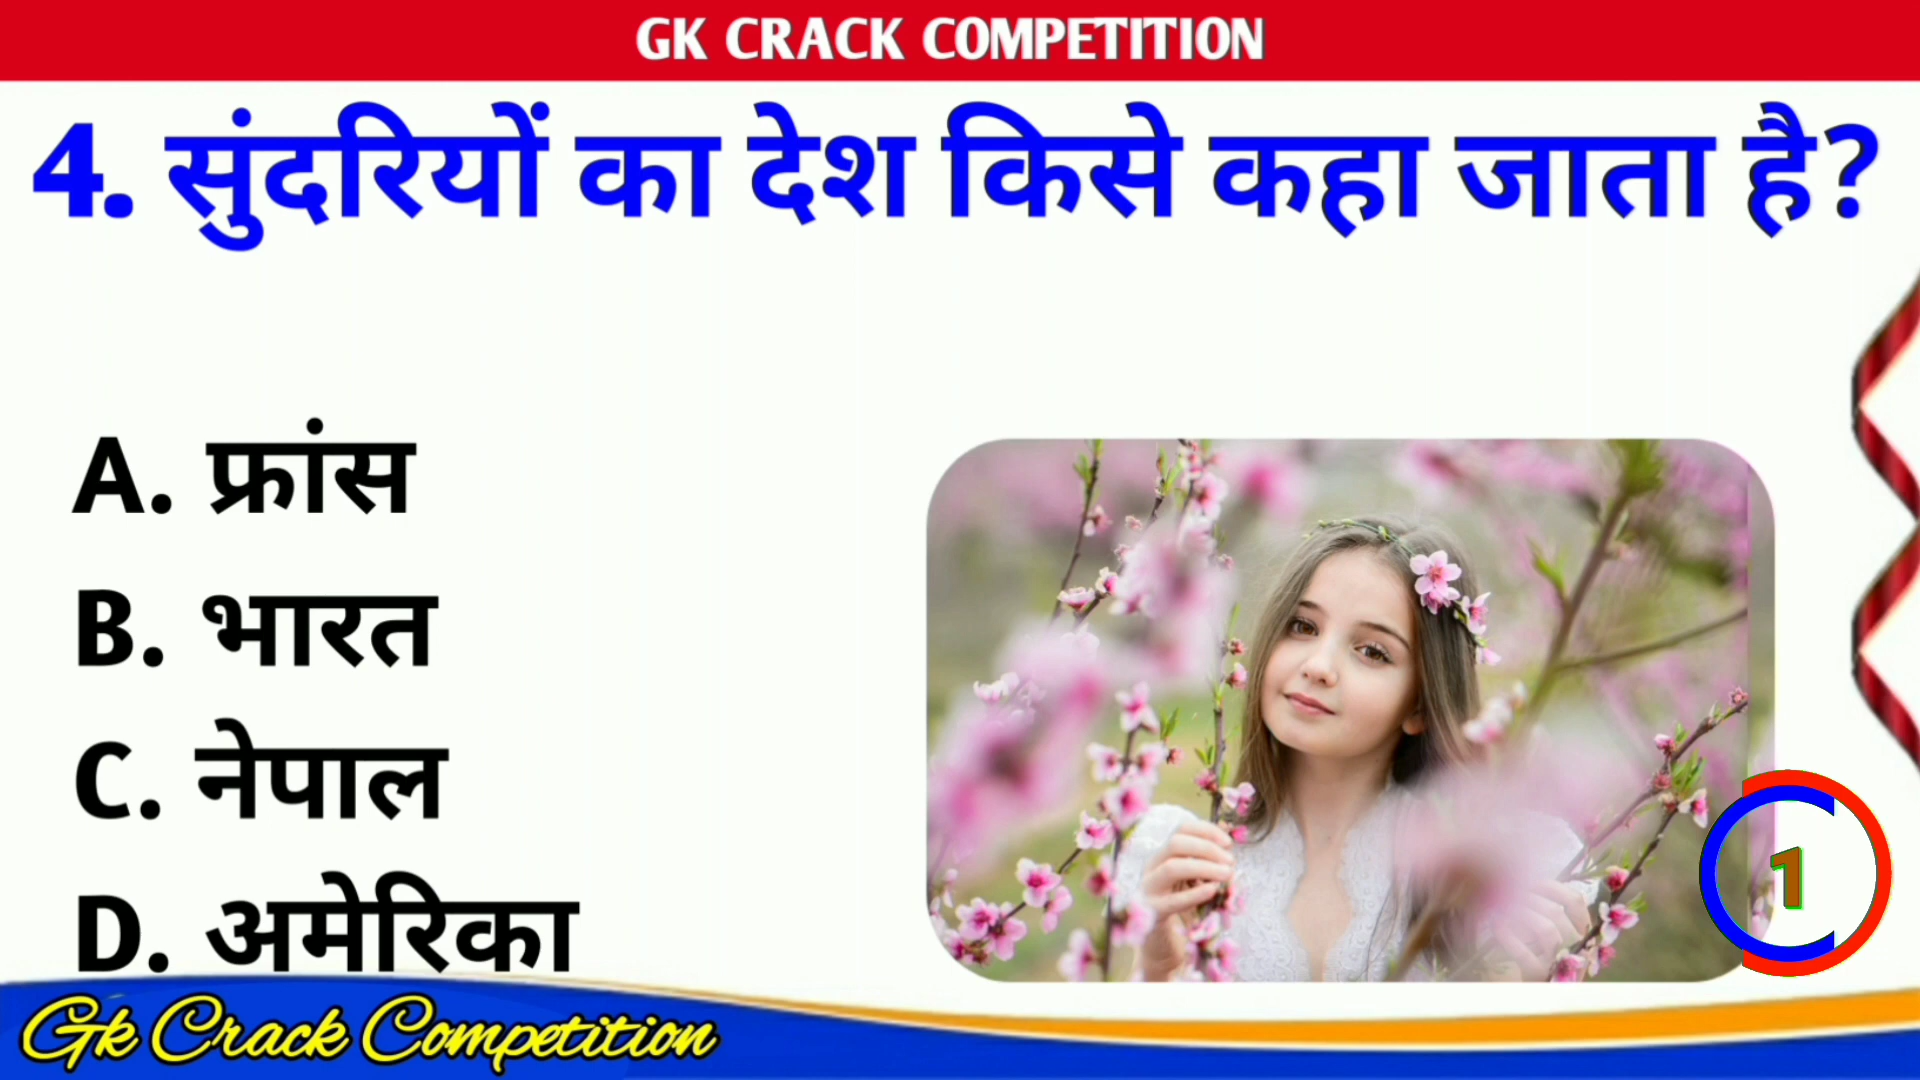 GK CRACK COMPETITION
4. सुंदरियों का देश किसे कहा जाता है?
A. फ्रांस
B. भारत
C. नेपाल
D. अमेरिका
1
Gk Crack Competition